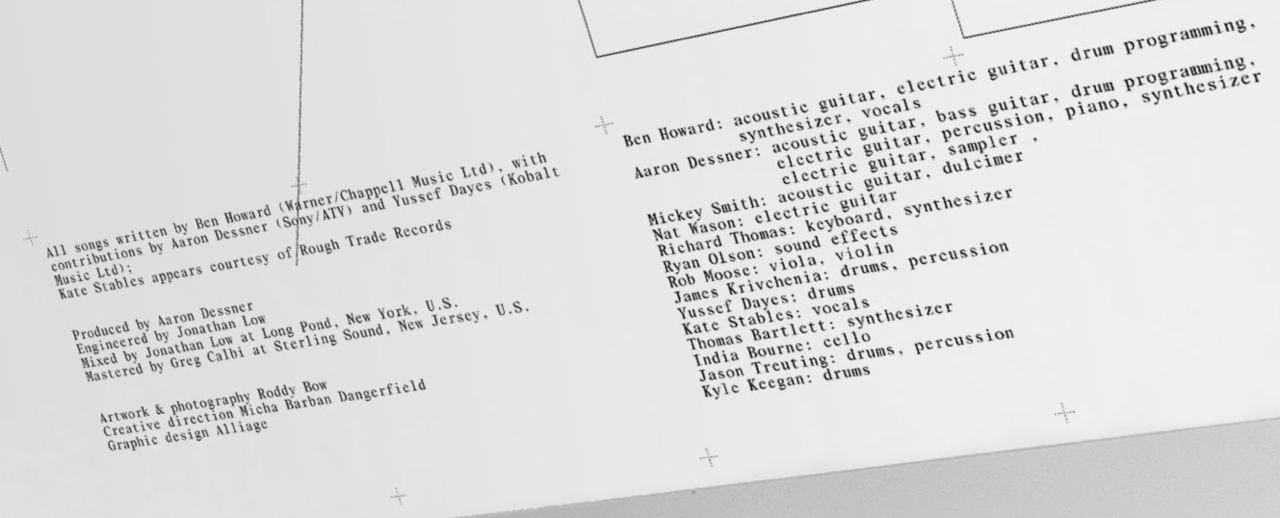 All songs written by Ben Howard (Warner/Chappell Music Ltd), with
contributions by Aaron Dessner (Sony/ATV) and Yussef Dayes (Kobalt
Music Ltd);
Kate Stables appears courtesy of Rough Trade Records
Produced by Aaron Dessner
Engineered by Jonathan Low
Mixed by Jonathan Low at Long Pond, New York, U.S.
Mastered by Greg Calbi at Sterling Sound, New Jersey, U.S.
Artwork & photography Roddy Bow
Creative direction Micha Barban Dangerfield
Graphic design Alliage
Ben Howard: acoustic guitar, electric guitar, drum programming,
synthesizer, vocals
Aaron Dessner: acoustic guitar, bass guitar, drum programming,
electric guitar, percussion, piano, synthesizer
electric guitar, sampler ,
Mickey Smith: acoustic guitar, dulcimer
Nat Wason: electric guitar
Richard Thomas: keyboard, synthesizer
Ryan Olson: sound effects
Rob Moose: viola, violin
James Krivchenia: drums, percussion
Yussef Dayes: drums
Kate Stables: vocals
Thomas Bartlett: synthesizer
India Bourne: cello
Jason Treuting: drums, percussion
Kyle Keegan: drums